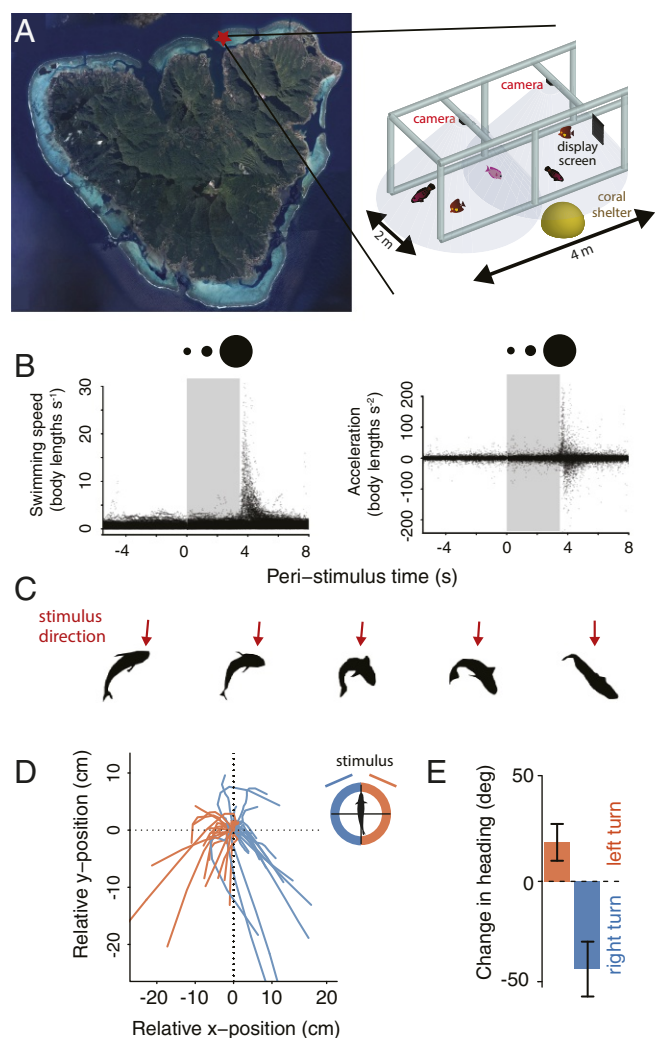 A
camera
camera
display
screen
coral
shelter
2 m
4 m
B
Swimming speed
(body lengths s-1)
0
10
20
30
-4
0
4
8
Acceleration
(body lengths s-2)
-200
-100
0
100
200
-4
0
4
8
Peri-stimulus time (s)
C
stimulus
direction
D
Relative y-position (cm)
10
0
-10
-20
-20
-10
0
10
20
Relative x-position (cm)
stimulus
E
Change in heading (deg)
50
0
-50
left turn
right turn